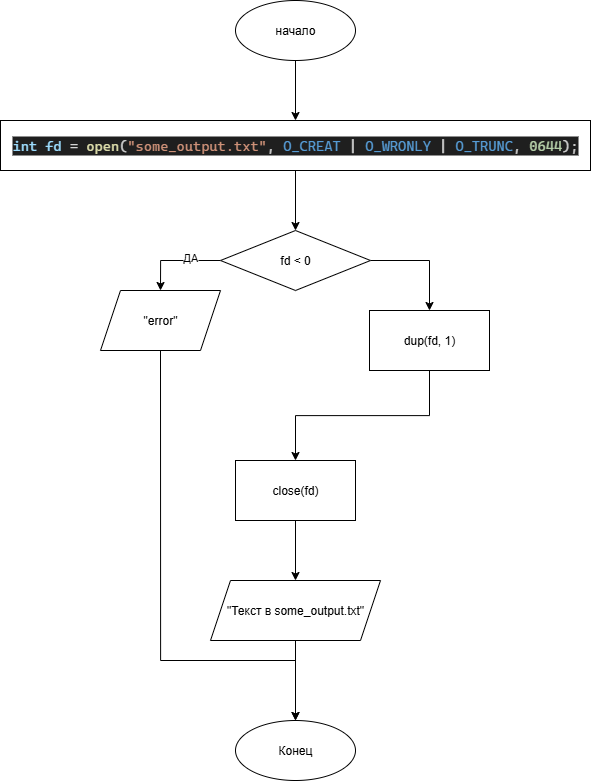 начало
int fd = open("some_output.txt", O_CREAT | O_WRONLY | O_TRUNC, 0644);
fd < 0
ДА
"error"
dup(fd, 1)
close(fd)
"Текст в some_output.txt"
Конец